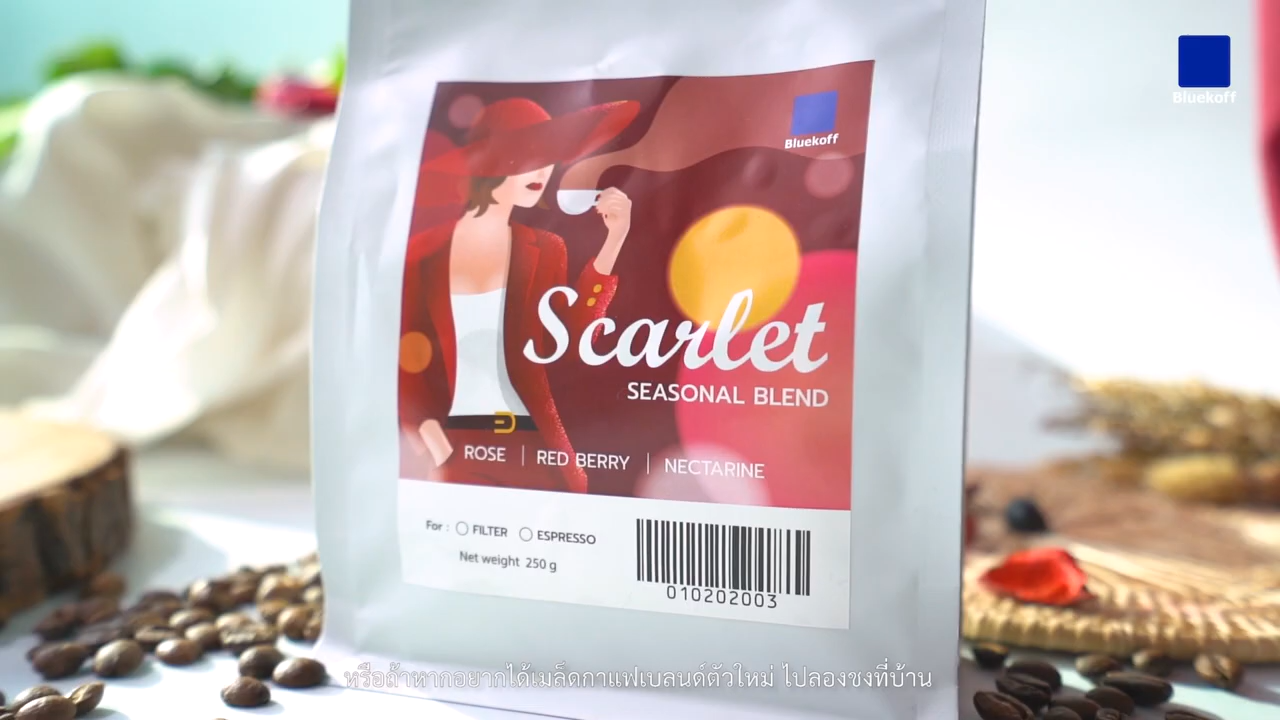 Bluekoff
Bluekoff
Scarlet
SEASONAL BLEND
ROSE | RED BERRY | NECTARINE
For : FILTER ESPRESSO
Net weight 250 g
010202003
หรือถ้าหากอยากได้เมล็ดกาแฟเบลนด์ตัวใหม่ ไปลองชงที่บ้าน